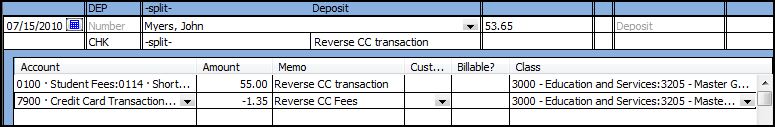 DEP -split- Deposit
07/15/2010 Number Myers, John 53.65 Deposit
CHK -split- Reverse CC transaction
Account Amount Memo Cust... Billable? Class
0100 · Student Fees:0114 · Short... 55.00 Reverse CC transaction 3000 - Education and Services:3205 - Master G...
7900 · Credit Card Transaction... -1.35 Reverse CC Fees 3000 - Education and Services:3205 - Maste...